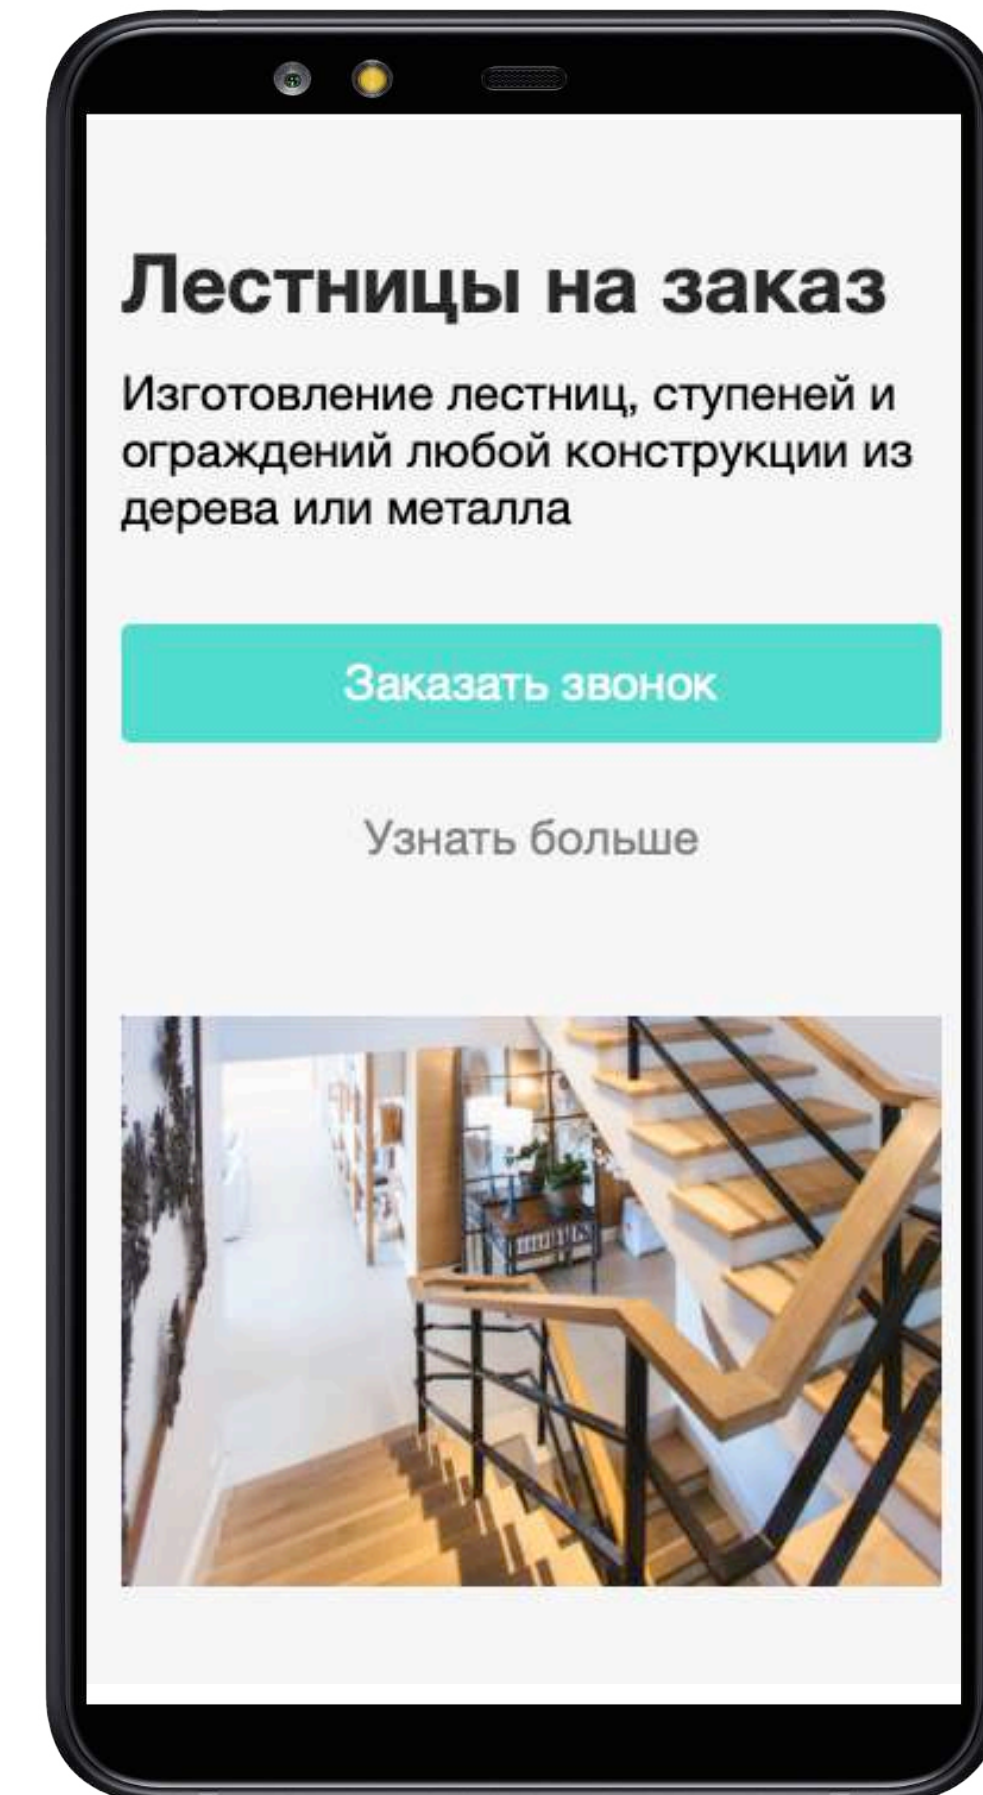 Лестницы на заказ
Изготовление лестниц, ступеней и
ограждений любой конструкции из
дерева или металла
Заказать звонок
Узнать больше